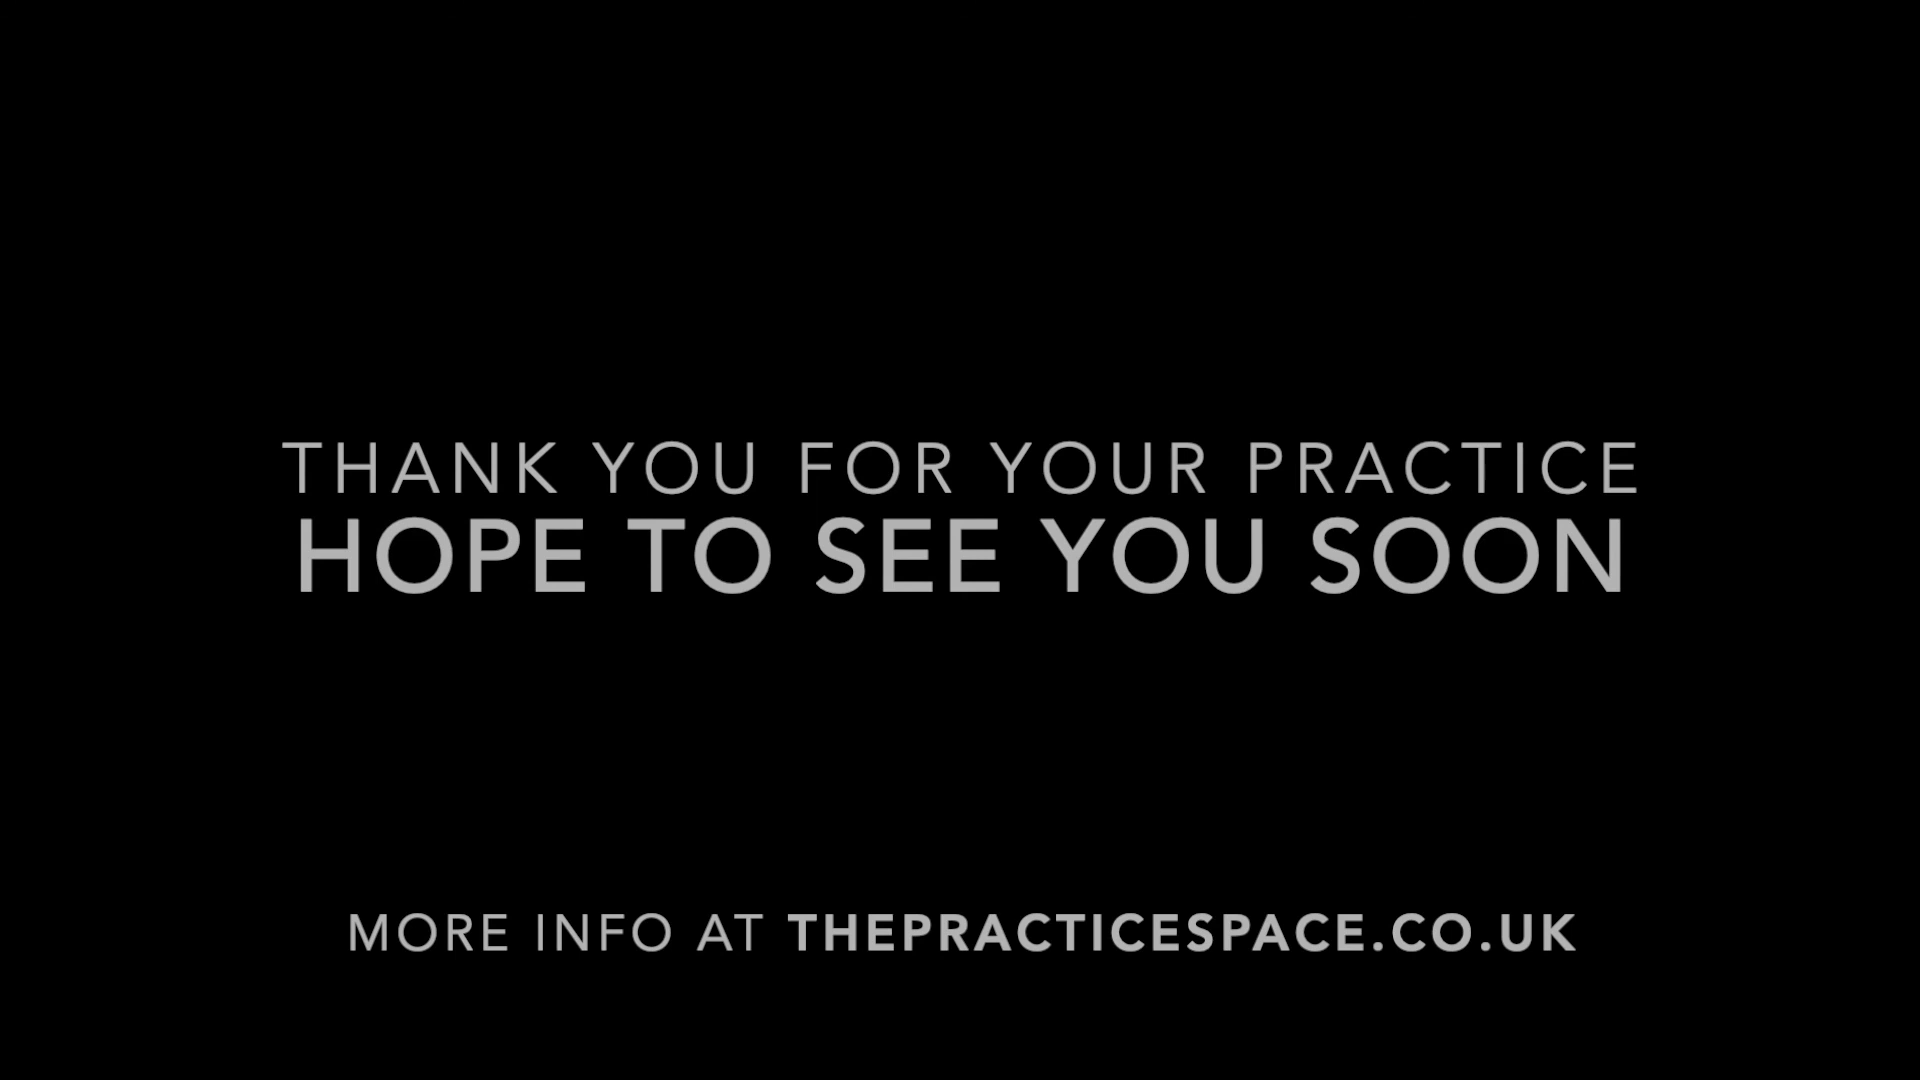 THANK YOU FOR YOUR PRACTICE
HOPE TO SEE YOU SOON
MORE INFO AT THEPRACTICESPACE.CO.UK